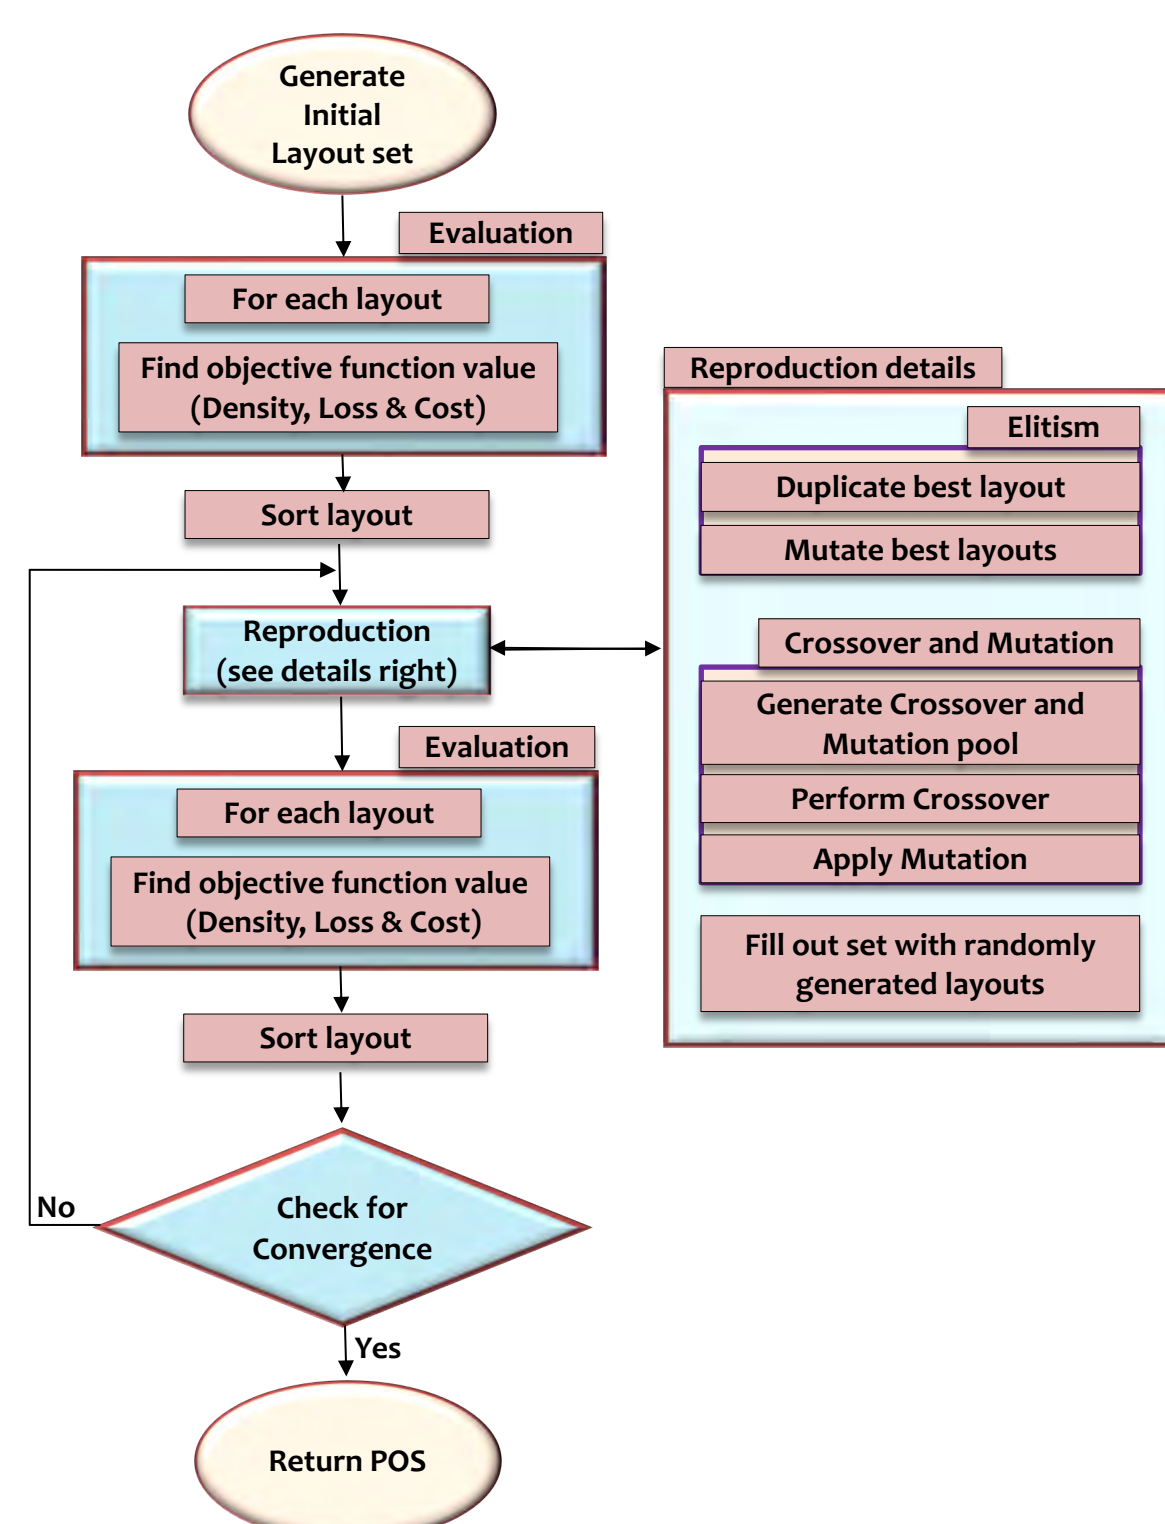 Generate
Initial
Layout set
Evaluation
For each layout
Find objective function value
(Density, Loss & Cost)
Sort layout
Reproduction
(see details right)
Evaluation
For each layout
Find objective function value
(Density, Loss & Cost)
Sort layout
Check for
Convergence
No
Yes
Return POS
Reproduction details
Elitism
Duplicate best layout
Mutate best layouts
Crossover and Mutation
Generate Crossover and
Mutation pool
Perform Crossover
Apply Mutation
Fill out set with randomly
generated layouts